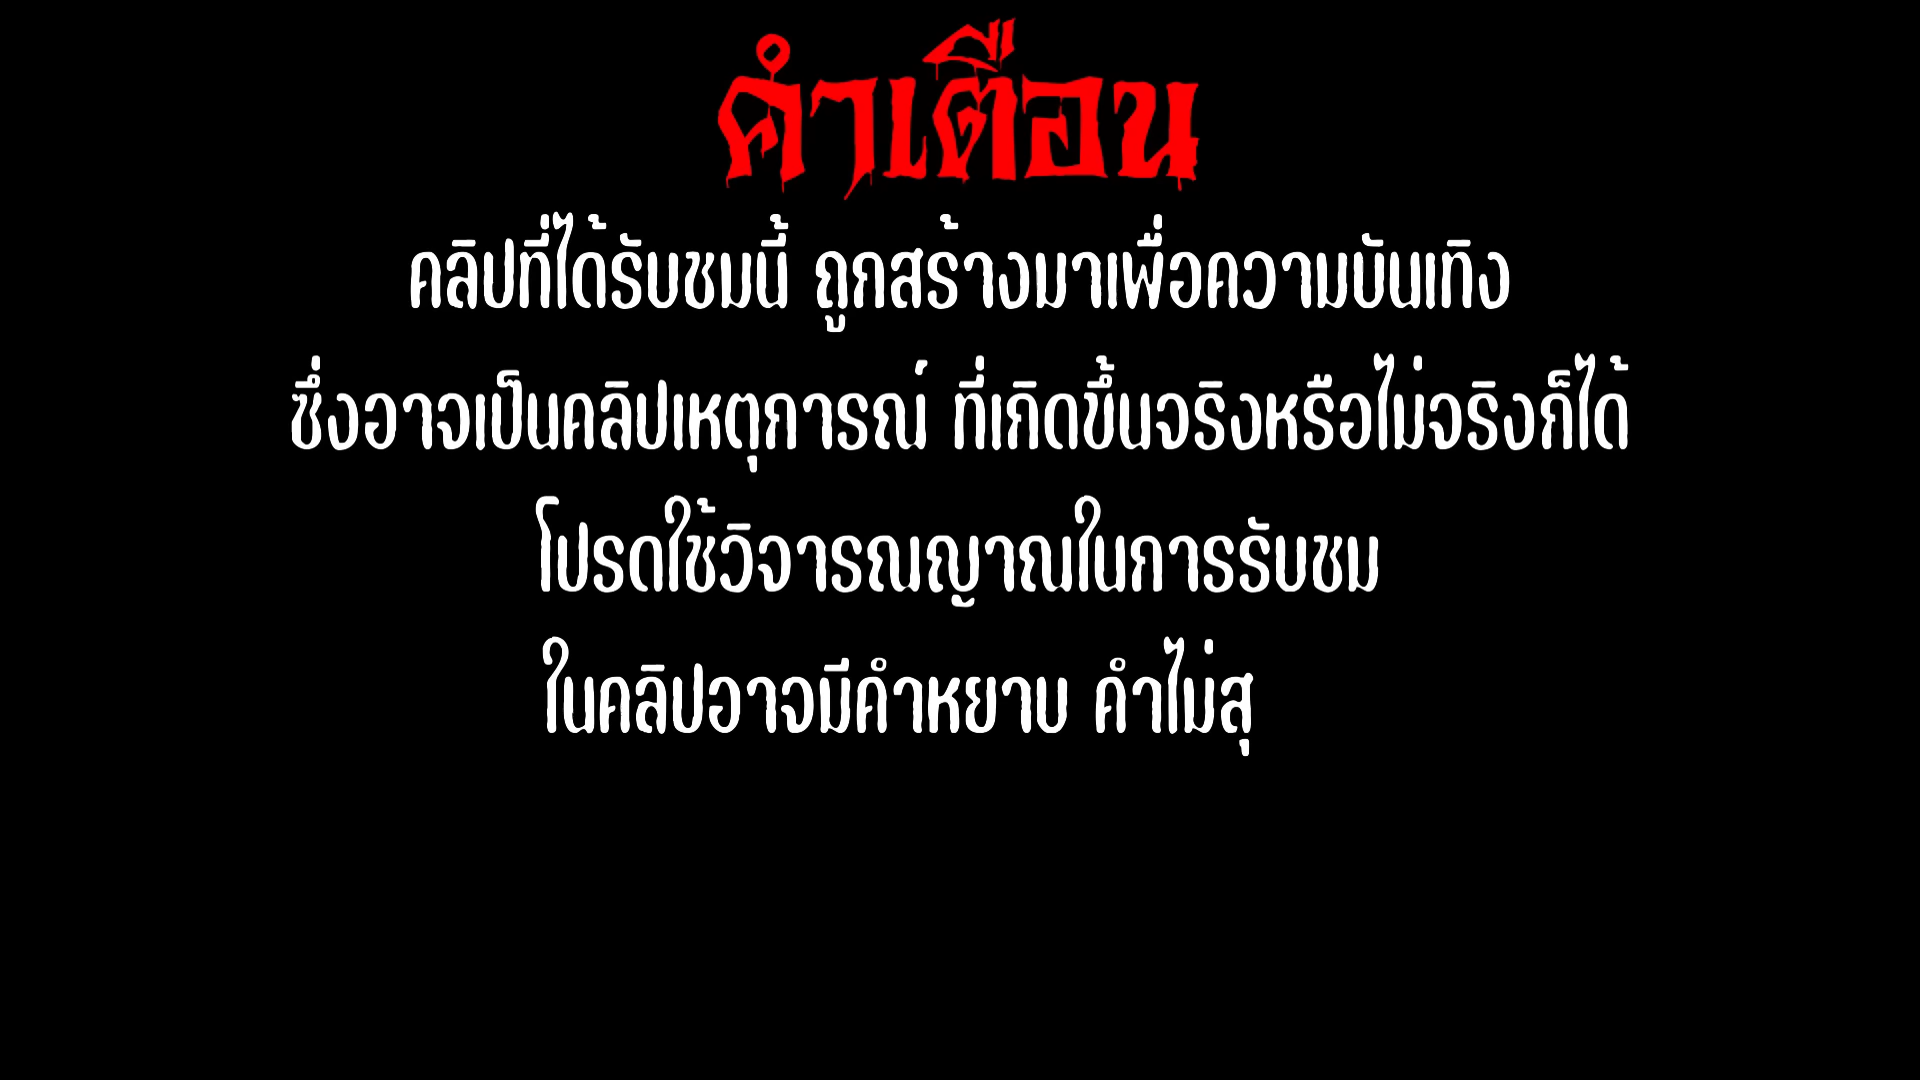 คำเตือน
คลิปที่ได้รับชมนี้ ถูกสร้างมาเพื่อความบันเทิง
ซึ่งอาจเป็นคลิปเหตุการณ์ ที่เกิดขึ้นจริงหรือไม่จริงก็ได้
โปรดใช้วิจารณญาณในการรับชม
ในคลิปอาจมีคำหยาบ คำไม่สุ